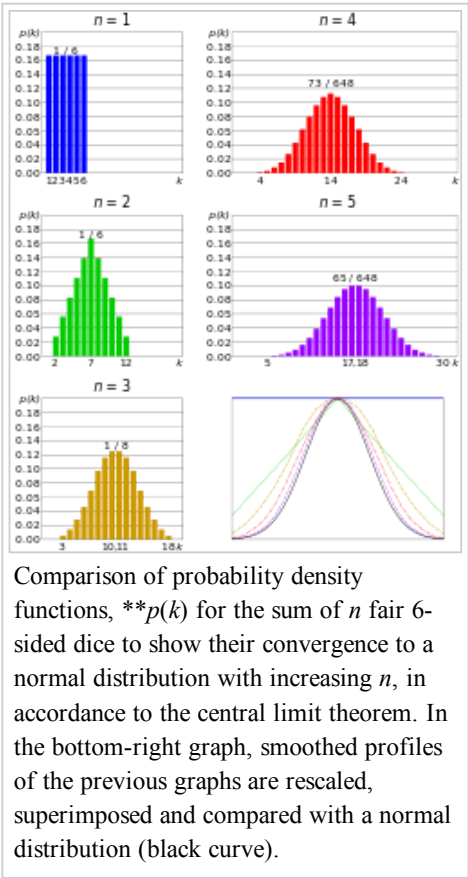 n = 1
p(k)
0.18
0.16
0.14
0.12
0.10
0.08
0.06
0.04
0.02
0.00
1 / 6
123456 k
n = 4
p(k)
0.18
0.16
0.14
0.12
0.10
0.08
0.06
0.04
0.02
0.00
73 / 648
4 14 24 k
n = 2
p(k)
0.18
0.16
0.14
0.12
0.10
0.08
0.06
0.04
0.02
0.00
1 / 6
2 7 12 k
n = 5
p(k)
0.18
0.16
0.14
0.12
0.10
0.08
0.06
0.04
0.02
0.00
65 / 648
5 17,18 30 k
n = 3
p(k)
0.18
0.16
0.14
0.12
0.10
0.08
0.06
0.04
0.02
0.00
1 / 8
3 10,11 18 k
Comparison of probability density
functions, **p(k) for the sum of n fair 6-
sided dice to show their convergence to a
normal distribution with increasing n, in
accordance to the central limit theorem. In
the bottom-right graph, smoothed profiles
of the previous graphs are rescaled,
superimposed and compared with a normal
distribution (black curve).